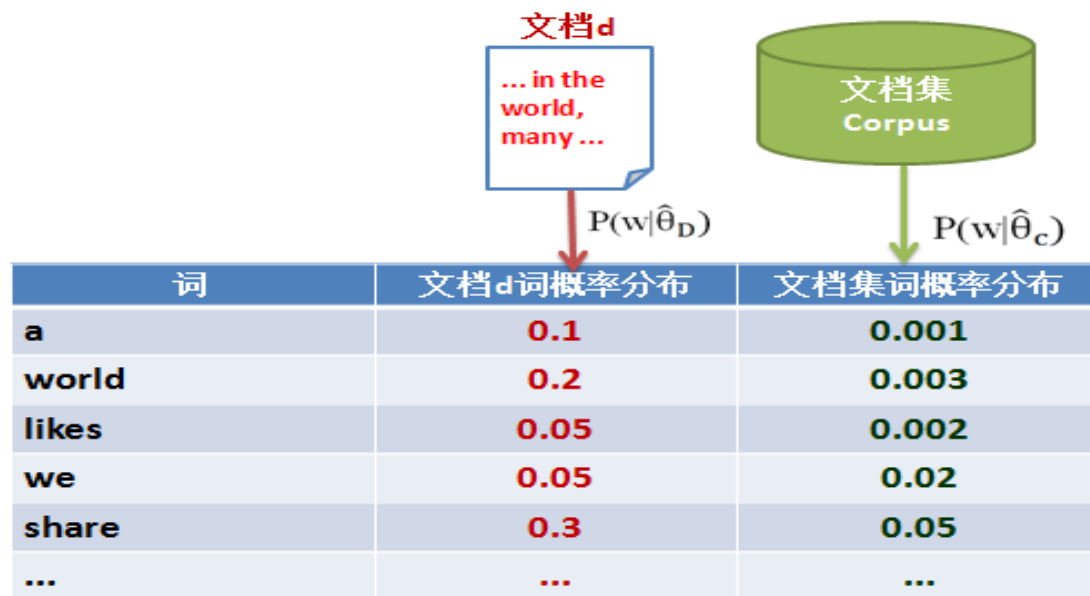 文档d
... in the
world,
many ...
文档集
Corpus
P(w|θ̂_D)
P(w|θ̂_c)
词 文档d词概率分布 文档集词概率分布
a 0.1 0.001
world 0.2 0.003
likes 0.05 0.002
we 0.05 0.02
share 0.3 0.05
... ... ...